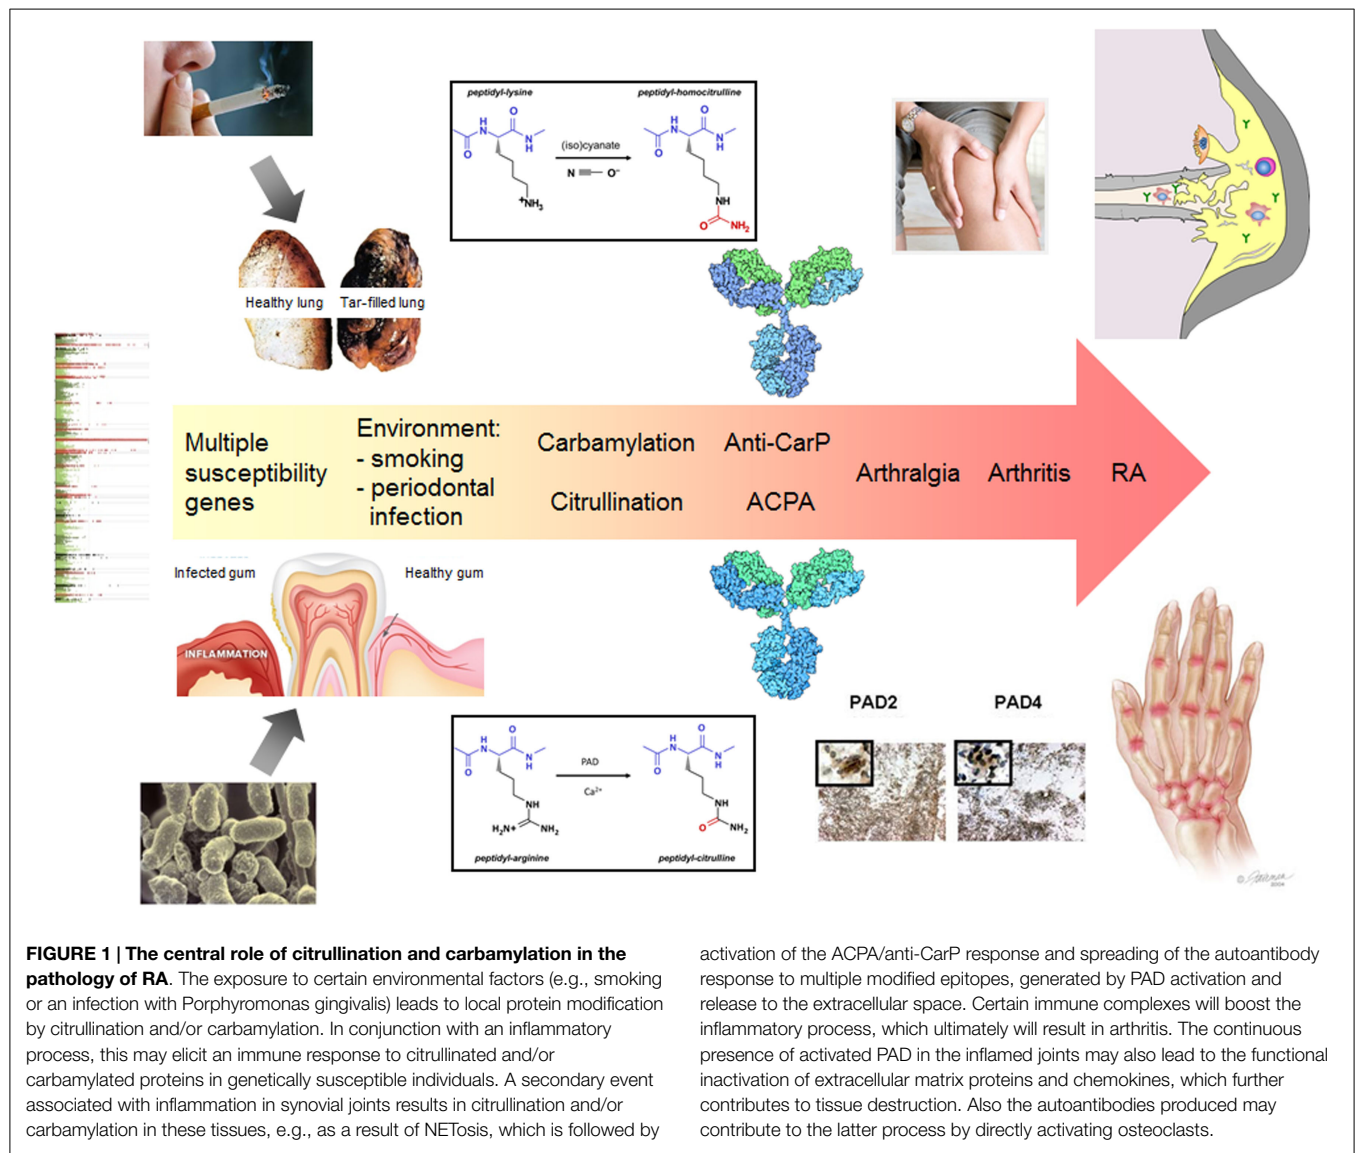 peptidyl-lysine
peptidyl-homocitrulline
H
N
O
N
H
O
(iso)cyanate
N
O⁻
⁺NH₃
H
N
O
N
H
O
NH
O
NH₂
Healthy lung
Tar-filled lung
Multiple
susceptibility
genes
Environment:
- smoking
- periodontal
infection
Carbamylation
Citrullination
Anti-CarP
ACPA
Arthralgia
Arthritis
RA
Infected gum
Healthy gum
INFLAMMATION
H
N
O
N
H
O
PAD
Ca²⁺
NH
H₂N+
NH₂
H
N
O
N
H
O
NH
O
NH₂
peptidyl-arginine
peptidyl-citrulline
PAD2
PAD4
©
2004
FIGURE 1 | The central role of citrullination and carbamylation in the
pathology of RA. The exposure to certain environmental factors (e.g., smoking
or an infection with Porphyromonas gingivalis) leads to local protein modification
by citrullination and/or carbamylation. In conjunction with an inflammatory
process, this may elicit an immune response to citrullinated and/or
carbamylated proteins in genetically susceptible individuals. A secondary event
associated with inflammation in synovial joints results in citrullination and/or
carbamylation in these tissues, e.g., as a result of NETosis, which is followed by
activation of the ACPA/anti-CarP response and spreading of the autoantibody
response to multiple modified epitopes, generated by PAD activation and
release to the extracellular space. Certain immune complexes will boost the
inflammatory process, which ultimately will result in arthritis. The continuous
presence of activated PAD in the inflamed joints may also lead to the functional
inactivation of extracellular matrix proteins and chemokines, which further
contributes to tissue destruction. Also the autoantibodies produced may
contribute to the latter process by directly activating osteoclasts.